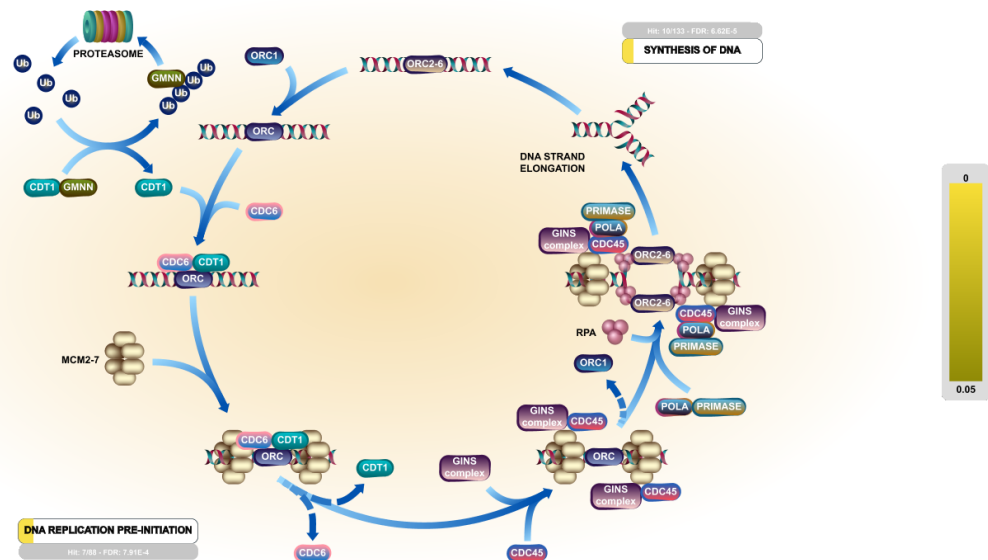 PROTEASOME
Ub
Ub
Ub
Ub
GMNN
Ub
Ub
Ub
Ub
CDT1
GMNN
CDT1
ORC1
ORC2-6
ORC
CDC6
CDC6
CDT1
ORC
MCM2-7
CDC6
CDT1
ORC
CDT1
CDC6
GINS
complex
CDC45
GINS
complex
CDC45
ORC
GINS
complex
CDC45
ORC1
RPA
POLA
PRIMASE
PRIMASE
POLA
GINS
complex
CDC45
ORC2-6
ORC2-6
CDC45
GINS
complex
POLA
PRIMASE
DNA STRAND
ELONGATION
Hit: 10/133 - FDR: 6.62E-5
SYNTHESIS OF DNA
DNA REPLICATION PRE-INITIATION
Hit: 7/88 - FDR: 7.91E-4
0
0.05